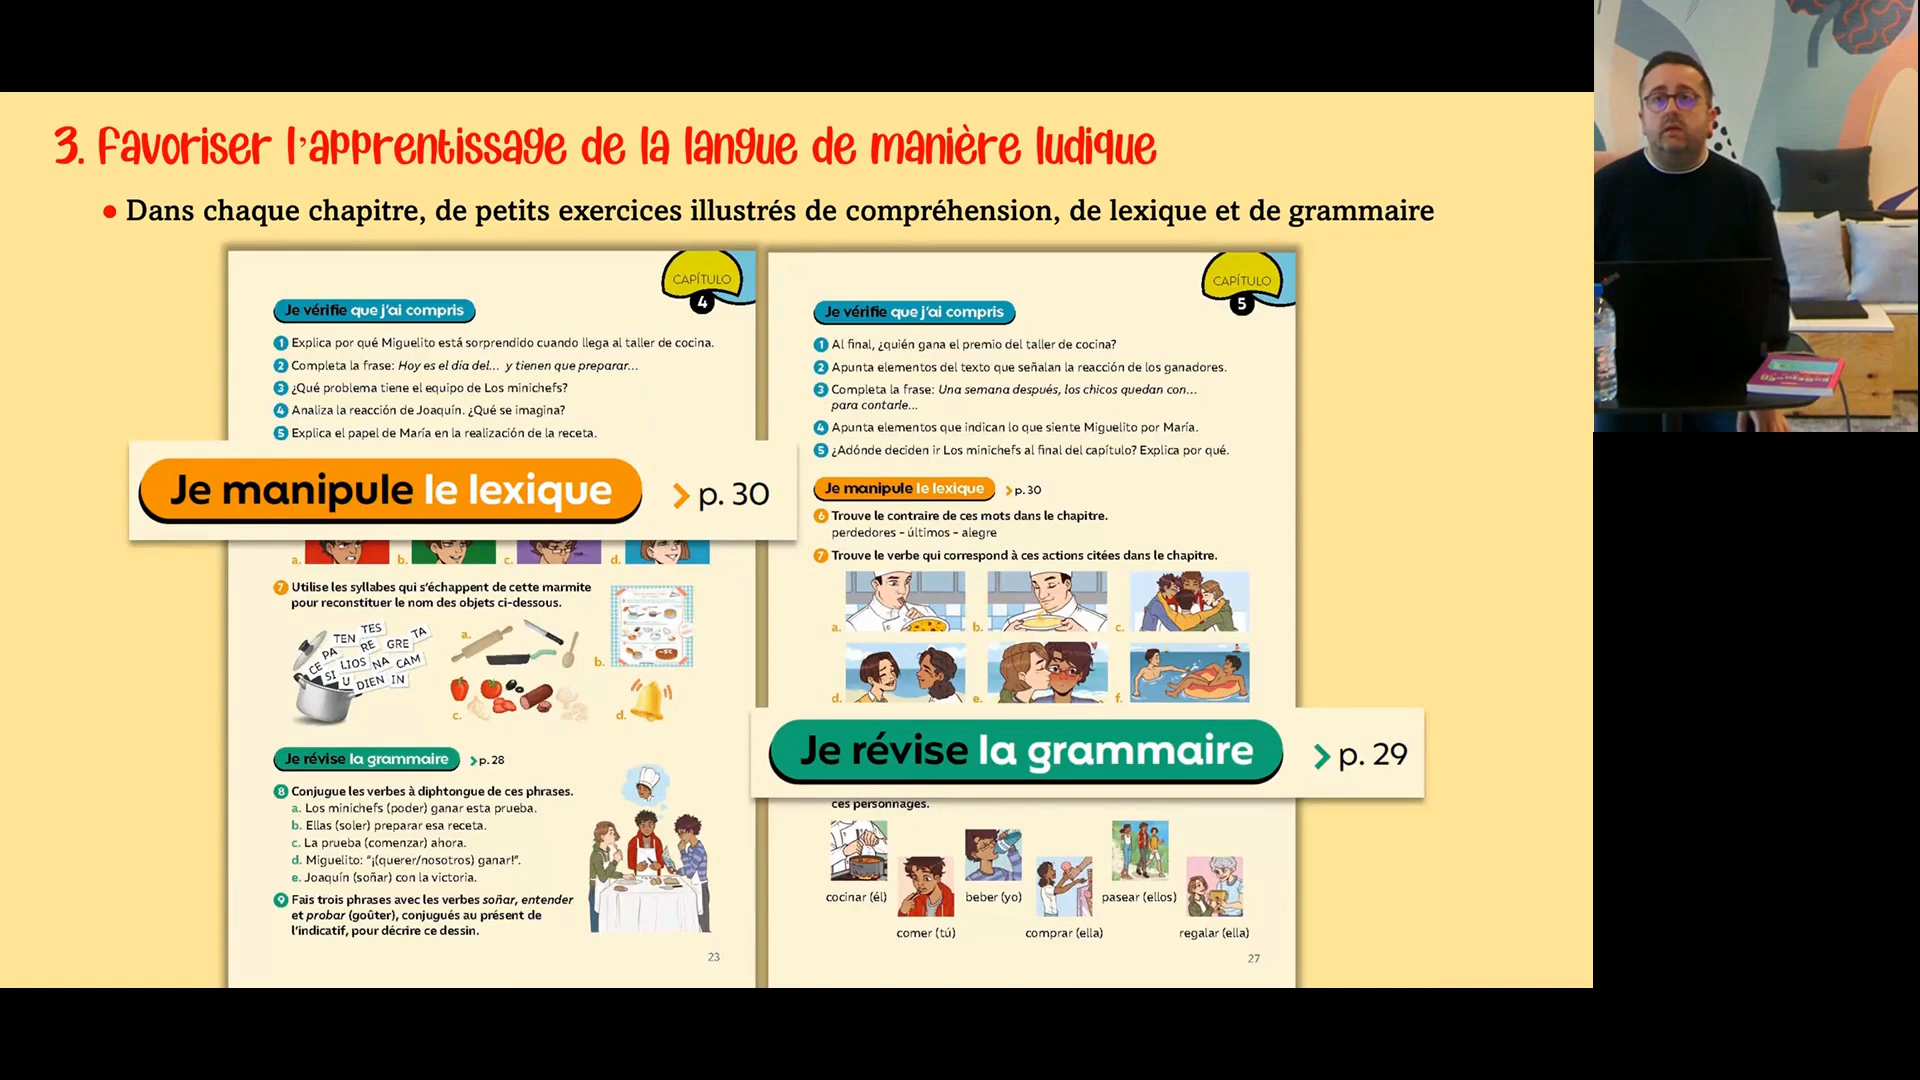 3. Favoriser l'apprentissage de la langue de manière ludique
• Dans chaque chapitre, de petits exercices illustrés de compréhension, de lexique et de grammaire
CAPÍTULO
4
Je vérifie que j'ai compris
1 Explica por qué Miguelito está sorprendido cuando llega al taller de cocina.
2 Completa la frase: Hoy es el día del... y tienen que preparar...
3 ¿Qué problema tiene el equipo de Los minichefs?
4 Analiza la reacción de Joaquín. ¿Qué se imagina?
5 Explica el papel de María en la realización de la receta.
Je manipule le lexique > p. 30
a. b. c. d.
7 Utilise les syllabes qui s'échappent de cette marmite
pour reconstituer le nom des objets ci-dessous.
TEN TES
PA RE GRE TA
CE LIOS NA CAM
SI U DIEN IN
a.
b.
c.
d.
Je révise la grammaire > p. 28
8 Conjugue les verbes à diphtongue de ces phrases.
a. Los minichefs (poder) ganar esta prueba.
b. Ellas (soler) preparar esa receta.
c. La prueba (comenzar) ahora.
d. Miguelito: “¡(querer/nosotros) ganar!”.
e. Joaquín (soñar) con la victoria.
9 Fais trois phrases avec les verbes soñar, entender
et probar (goûter), conjugués au présent de
l'indicatif, pour décrire ce dessin.
23
CAPÍTULO
5
Je vérifie que j'ai compris
1 Al final, ¿quién gana el premio del taller de cocina?
2 Apunta elementos del texto que señalan la reacción de los ganadores.
3 Completa la frase: Una semana después, los chicos quedan con...
para contarle...
4 Apunta elementos que indican lo que siente Miguelito por María.
5 ¿Adónde deciden ir Los minichefs al final del capítulo? Explica por qué.
Je manipule le lexique > p. 30
6 Trouve le contraire de ces mots dans le chapitre.
perdedores – últimos – alegre
7 Trouve le verbe qui correspond à ces actions citées dans le chapitre.
a. b. c.
d. e. f.
Je révise la grammaire > p. 29
ces personnages.
cocinar (él) beber (yo) pasear (ellos)
comer (tú) comprar (ella) regalar (ella)
27